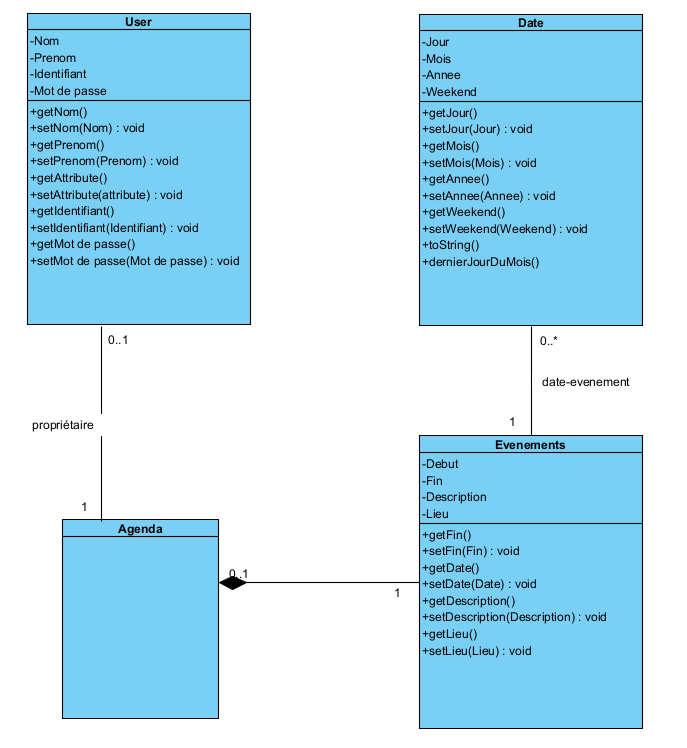 User
-Nom
-Prenom
-Identifiant
-Mot de passe
+getNom()
+setNom(Nom) : void
+getPrenom()
+setPrenom(Prenom) : void
+getAttribute()
+setAttribute(attribute) : void
+getIdentifiant()
+setIdentifiant(Identifiant) : void
+getMot de passe()
+setMot de passe(Mot de passe) : void
Date
-Jour
-Mois
-Annee
-Weekend
+getJour()
+setJour(Jour) : void
+getMois()
+setMois(Mois) : void
+getAnnee()
+setAnnee(Annee) : void
+getWeekend()
+setWeekend(Weekend) : void
+toString()
+dernierJourDuMois()
0..1
propriétaire
1
0..*
date-evenement
1
Agenda
0..1
1
Evenements
-Debut
-Fin
-Description
-Lieu
+getFin()
+setFin(Fin) : void
+getDate()
+setDate(Date) : void
+getDescription()
+setDescription(Description) : void
+getLieu()
+setLieu(Lieu) : void